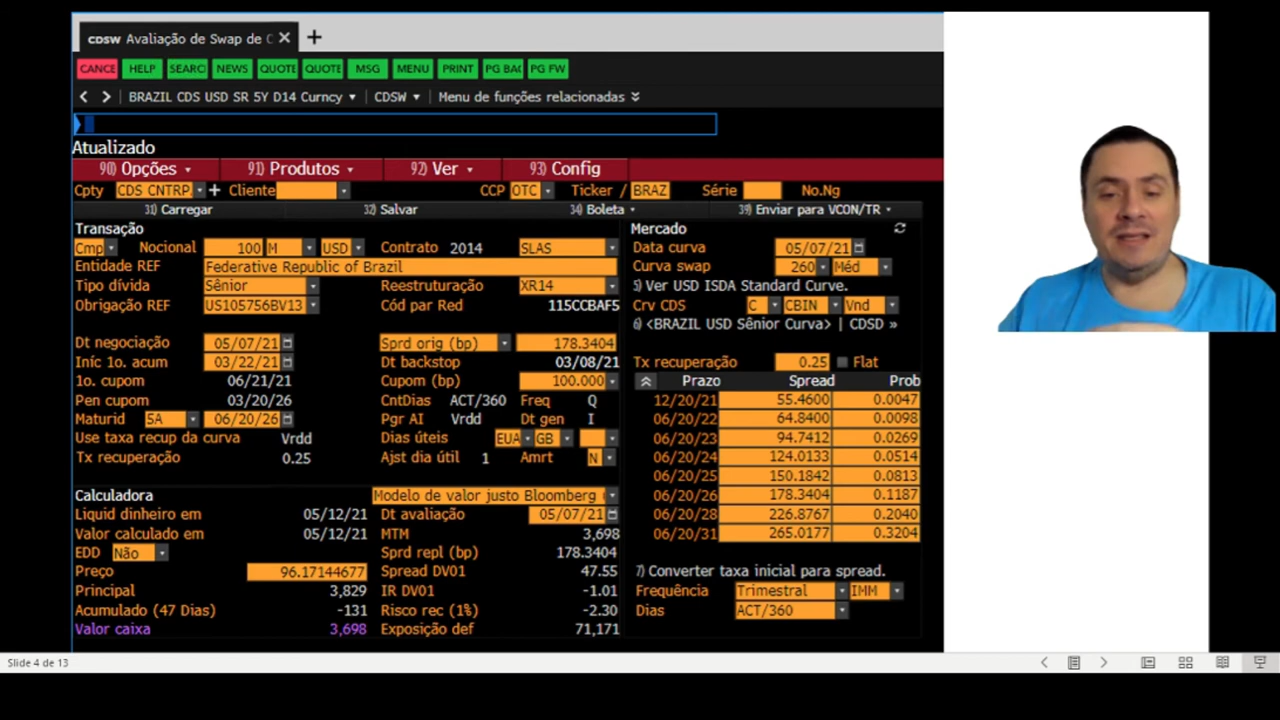 CDSW Avaliação de Swap de C × +
CANCE HELP SEARC NEWS QUOTE QUOTE MSG MENU PRINT PG BAC PG FW
< > BRAZIL CDS USD SR 5Y D14 Curncy CDSW Menu de funções relacionadas
Atualizado
90) Opções 91) Produtos 92) Ver 93) Config
Cpty CDS CNTRP + Cliente CCP OTC Ticker / BRAZ Série No.Ng
31) Carregar 32) Salvar 34) Boleta 39) Enviar para VCON/TR
Transação
Cmp Nocional 100 M USD Contrato 2014 SLAS
Entidade REF Federative Republic of Brazil
Tipo dívida Sênior Reestruturação XR14
Obrigação REF US105756BV13 Cód par Red 115CCBAF5
Dt negociação 05/07/21 Sprd orig (bp) 178.3404
Iníc 1o. acum 03/22/21 Dt backstop 03/08/21
1o. cupom 06/21/21 Cupom (bp) 100.000
Pen cupom 03/20/26 CntDias ACT/360 Freq Q
Maturid 5A 06/20/26 Pgr AI Vrdd Dt gen I
Use taxa recup da curva Vrdd Dias úteis EUA GB
Tx recuperação 0.25 Ajst dia útil 1 Amrt N
Calculadora Modelo de valor justo Bloomberg
Liquid dinheiro em 05/12/21 Dt avaliação 05/07/21
Valor calculado em 05/12/21 MTM 3,698
EDD Não Sprd repl (bp) 178.3404
Preço 96.17144677 Spread DV01 47.55
Principal 3,829 IR DV01 -1.01
Acumulado (47 Dias) -131 Risco rec (1%) -2.30
Valor caixa 3,698 Exposição def 71,171
Mercado
Data curva 05/07/21
Curva swap 260 Méd
5) Ver USD ISDA Standard Curve.
Crv CDS C CBIN Vnd
6) <BRAZIL USD Sênior Curva> | CDSD »
Tx recuperação 0.25 Flat
Prazo Spread Prob
12/20/21 55.4600 0.0047
06/20/22 64.8400 0.0098
06/20/23 94.7412 0.0269
06/20/24 124.0133 0.0514
06/20/25 150.1842 0.0813
06/20/26 178.3404 0.1187
06/20/28 226.8767 0.2040
06/20/31 265.0177 0.3204
7) Converter taxa inicial para spread.
Frequência Trimestral IMM
Dias ACT/360
Slide 4 de 13